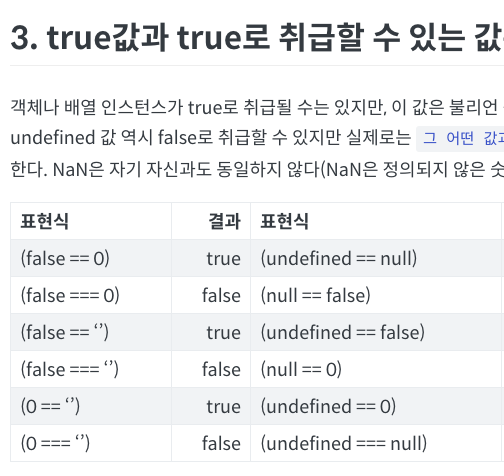 3. true값과 true로 취급할 수 있는 값
객체나 배열 인스턴스가 true로 취급될 수는 있지만, 이 값은 불리언
undefined 값 역시 false로 취급할 수 있지만 실제로는 그 어떤 값과
한다. NaN은 자기 자신과도 동일하지 않다(NaN은 정의되지 않은 숫
표현식 결과 표현식
(false == 0) true (undefined == null)
(false === 0) false (null == false)
(false == ‘’) true (undefined == false)
(false === ‘’) false (null == 0)
(0 == ‘’) true (undefined == 0)
(0 === ‘’) false (undefined === null)